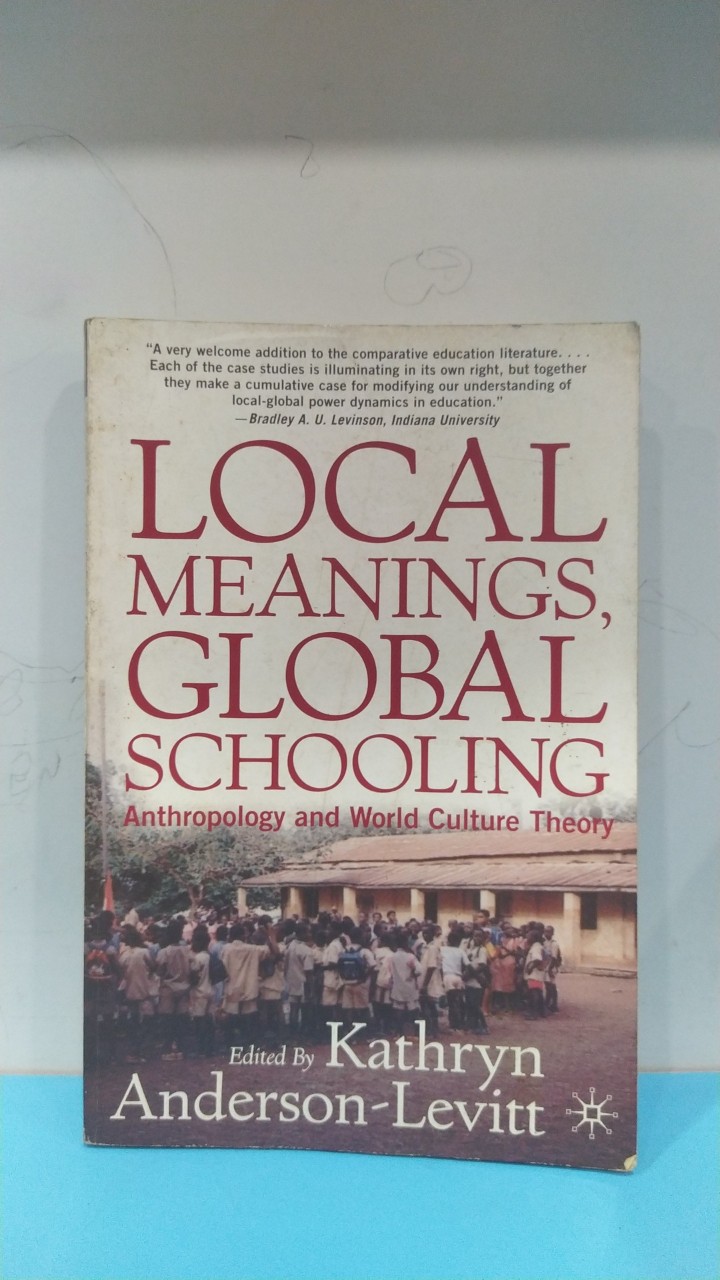 “A very welcome addition to the comparative education literature. . . .
Each of the case studies is illuminating in its own right, but together
they make a cumulative case for modifying our understanding of
local-global power dynamics in education.”
—Bradley A. U. Levinson, Indiana University
LOCAL
MEANINGS,
GLOBAL
SCHOOLING
Anthropology and World Culture Theory
Edited By Kathryn
Anderson-Levitt